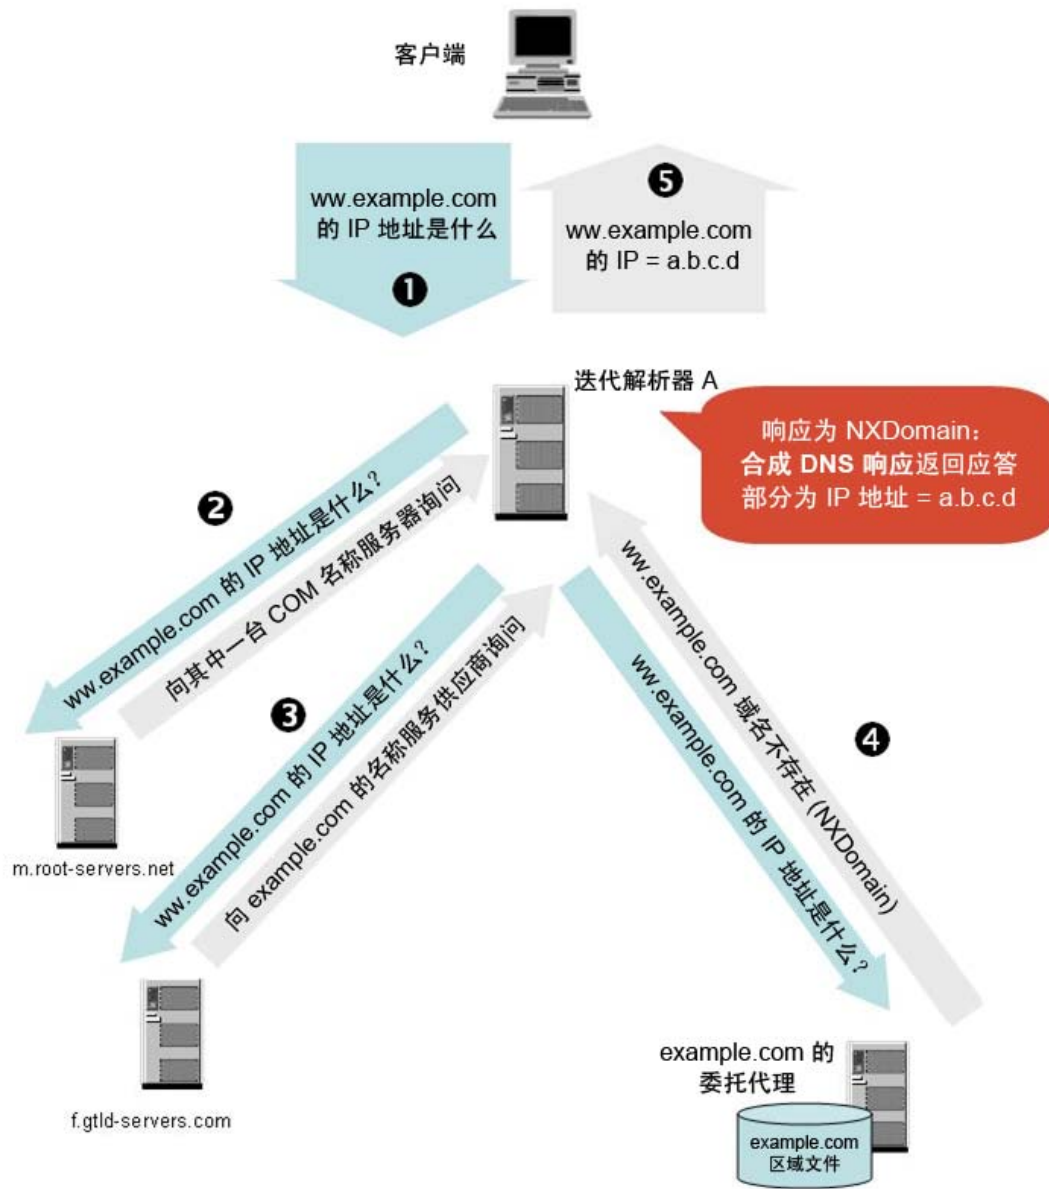 客户端
ww.example.com
的 IP 地址是什么
❶
❺
ww.example.com
的 IP = a.b.c.d
迭代解析器 A
响应为 NXDomain：
合成 DNS 响应返回应答
部分为 IP 地址 = a.b.c.d
❷
ww.example.com 的 IP 地址是什么？
向其中一台 COM 名称服务器询问
m.root-servers.net
❸
ww.example.com 的 IP 地址是什么？
向 example.com 的名称服务供应商询问
f.gtld-servers.com
❹
ww.example.com 的 IP 地址是什么？
ww.example.com 域名不存在 (NXDomain)
example.com 的
委托代理
example.com
区域文件